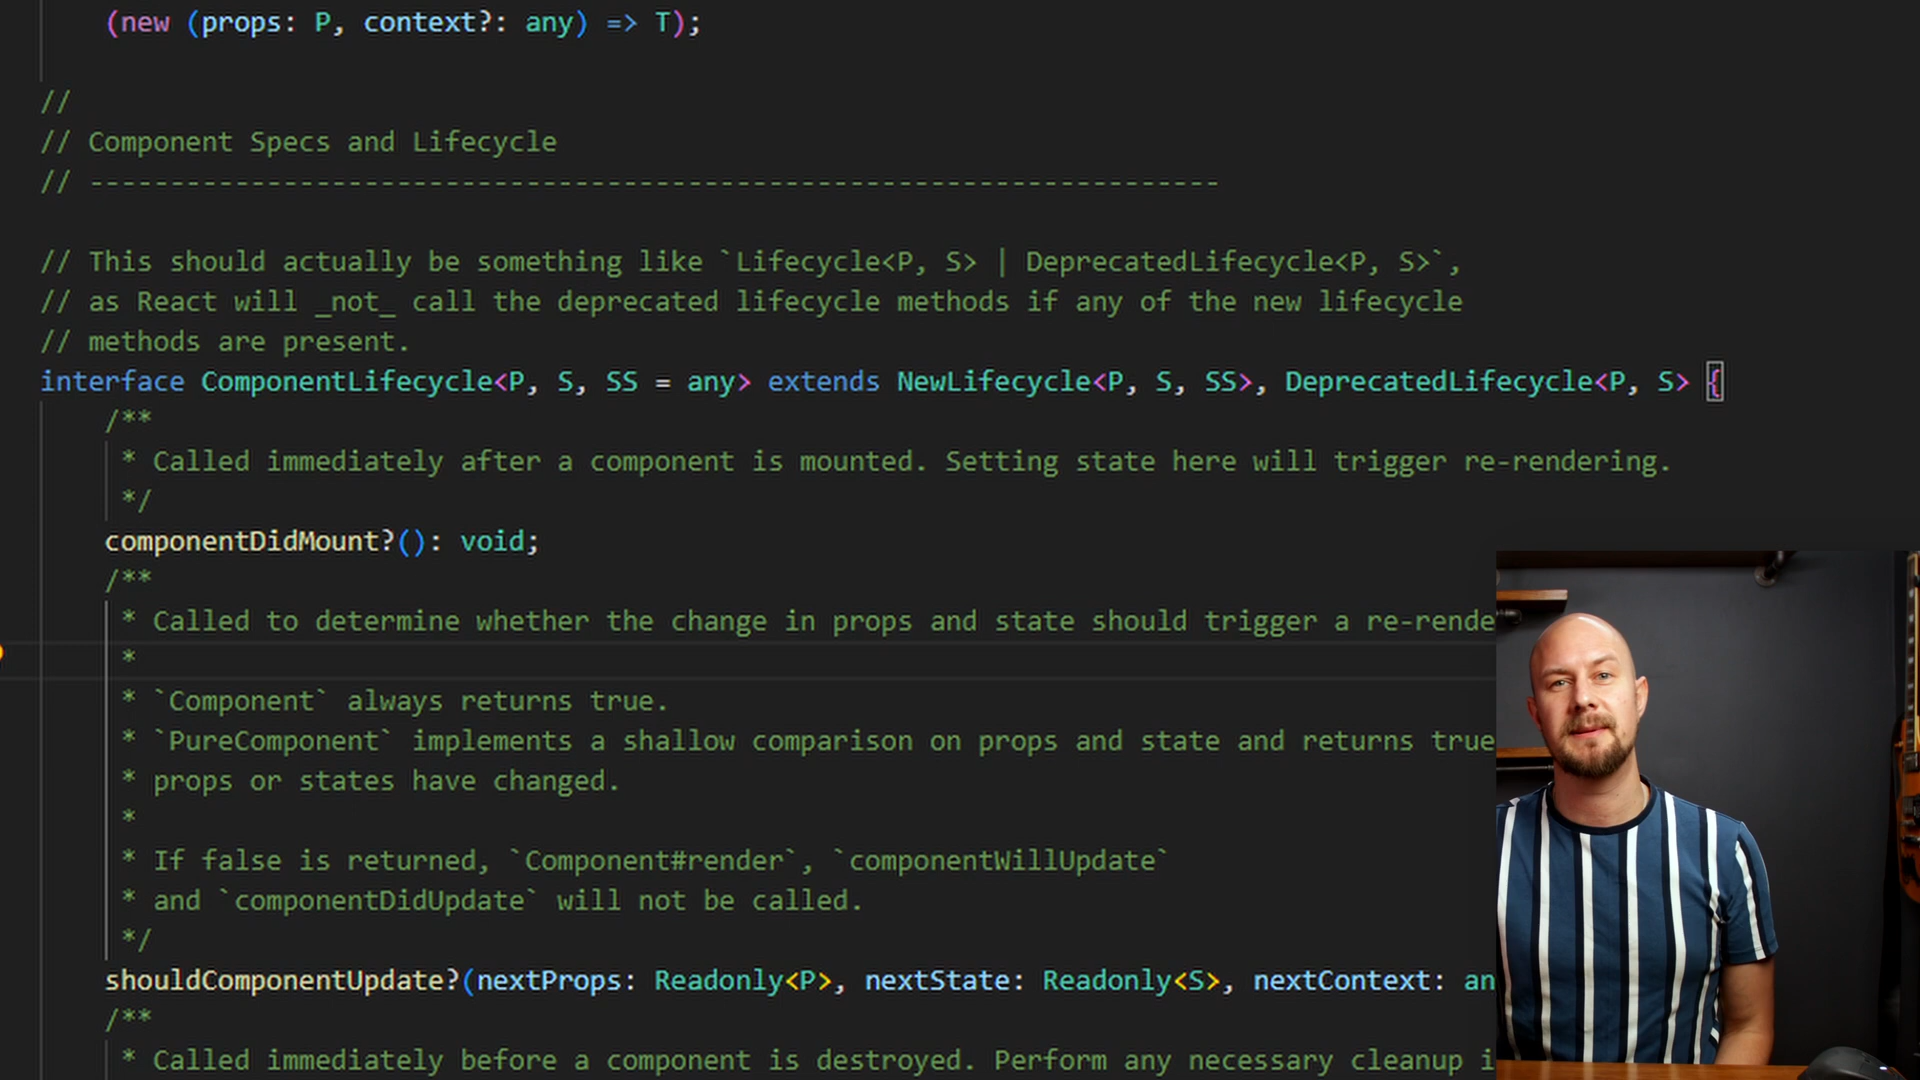 (new (props: P, context?: any) => T);
//
// Component Specs and Lifecycle
// ----------------------------------------------------------------------
// This should actually be something like `Lifecycle<P, S> | DeprecatedLifecycle<P, S>`,
// as React will _not_ call the deprecated lifecycle methods if any of the new lifecycle
// methods are present.
interface ComponentLifecycle<P, S, SS = any> extends NewLifecycle<P, S, SS>, DeprecatedLifecycle<P, S> {
/**
* Called immediately after a component is mounted. Setting state here will trigger re-rendering.
*/
componentDidMount?(): void;
/**
* Called to determine whether the change in props and state should trigger a re-rende
*
* `Component` always returns true.
* `PureComponent` implements a shallow comparison on props and state and returns true
* props or states have changed.
*
* If false is returned, `Component#render`, `componentWillUpdate`
* and `componentDidUpdate` will not be called.
*/
shouldComponentUpdate?(nextProps: Readonly<P>, nextState: Readonly<S>, nextContext: an
/**
* Called immediately before a component is destroyed. Perform any necessary cleanup i